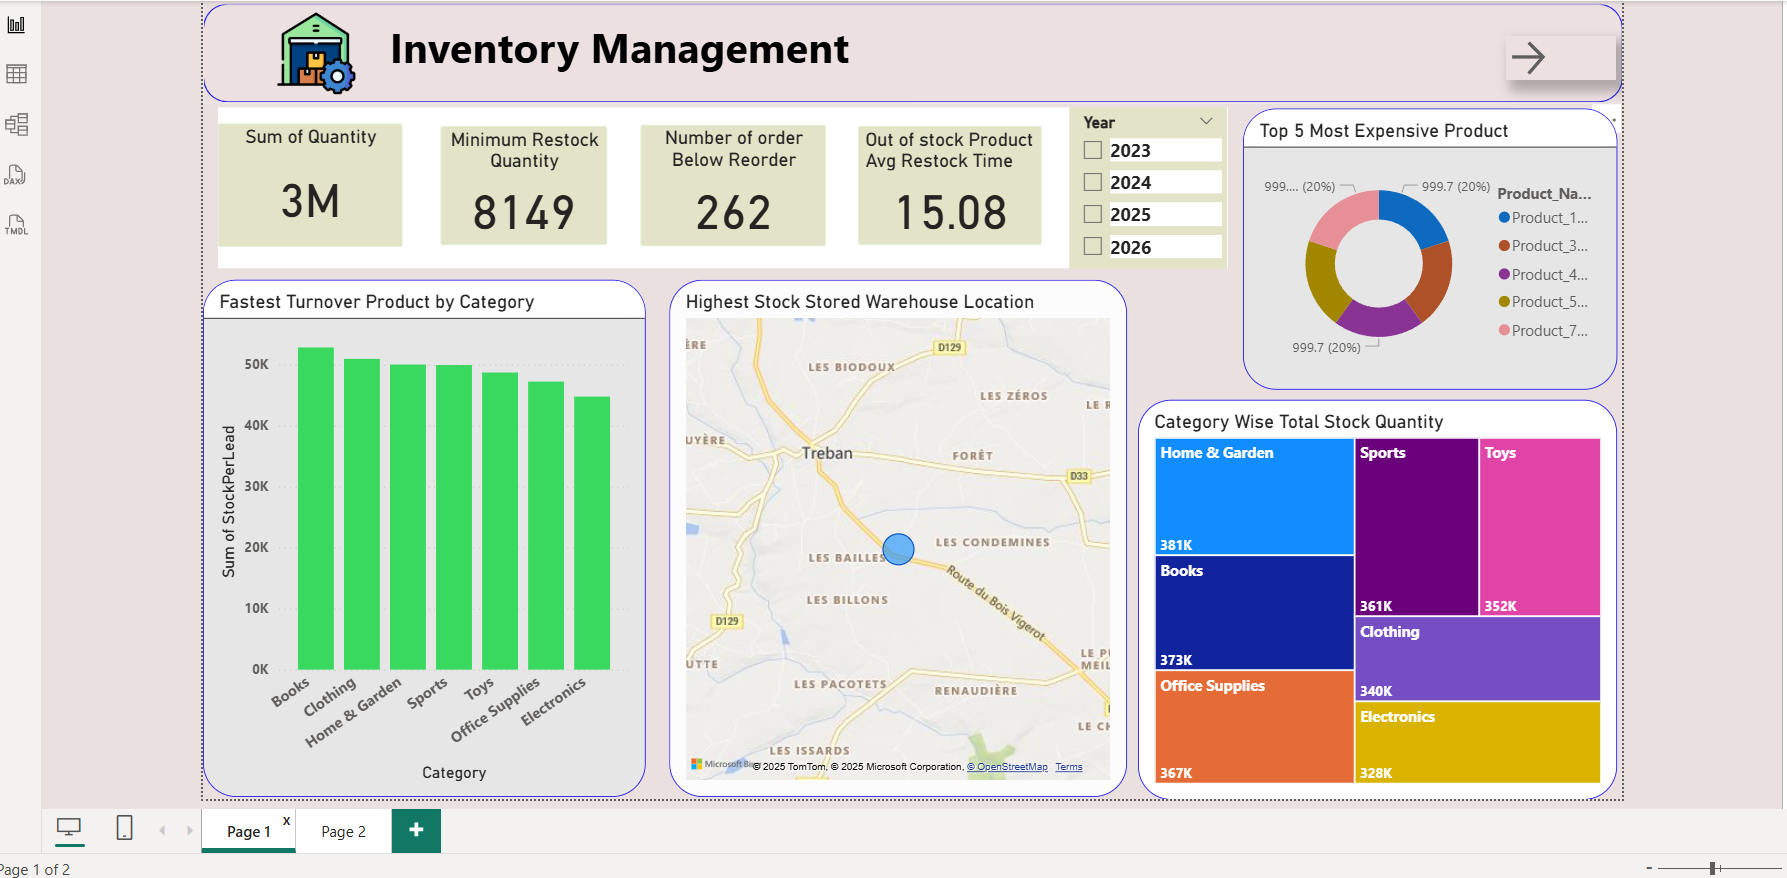 Inventory Management
Sum of Quantity
3M
Minimum Restock
Quantity
8149
Number of order
Below Reorder
262
Out of stock Product
Avg Restock Time
15.08
Year
2023
2024
2025
2026
Top 5 Most Expensive Product
999.... (20%)
999.7 (20%)
999.7 (20%)
Product_Na...
Product_1...
Product_3...
Product_4...
Product_5...
Product_7...
Fastest Turnover Product by Category
Sum of StockPerLead
50K
40K
30K
20K
10K
0K
Books
Clothing
Home & Garden
Sports
Toys
Office Supplies
Electronics
Category
Highest Stock Stored Warehouse Location
ÈRE
D129
LES BIODOUX
LES ZÉROS
LE R
UYÈRE
Treban
FORÊT
D33
LES CONDEMINES
LES BAILLES
Route du Bois Vigerot
LES BILLONS
D129
UTTE
LE P
MEIL
LES PACOTETS
RENAUDIÈRE
LE CH
LES ISSARDS
Microsoft Bi
© 2025 TomTom, © 2025 Microsoft Corporation, © OpenStreetMap Terms
Category Wise Total Stock Quantity
Home & Garden
381K
Books
373K
Office Supplies
367K
Sports
361K
Toys
352K
Clothing
340K
Electronics
328K
DAX
TMDL
Page 1
x
Page 2
+
Page 1 of 2